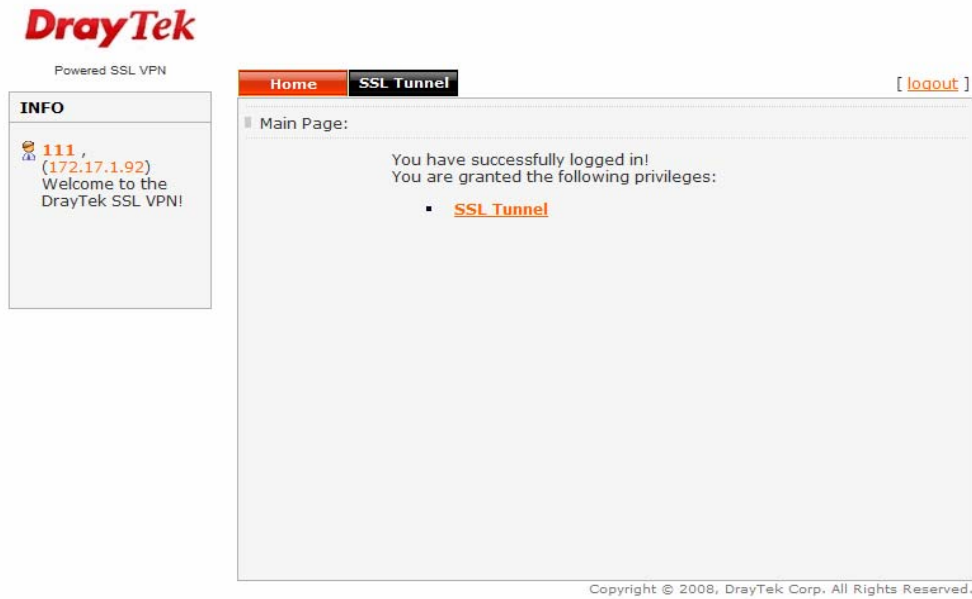 DrayTek
Powered SSL VPN
INFO
111 ,
(172.17.1.92)
Welcome to the
DrayTek SSL VPN!
Home
SSL Tunnel
[ logout ]
Main Page:
You have successfully logged in!
You are granted the following privileges:
SSL Tunnel
Copyright © 2008, DrayTek Corp. All Rights Reserved.